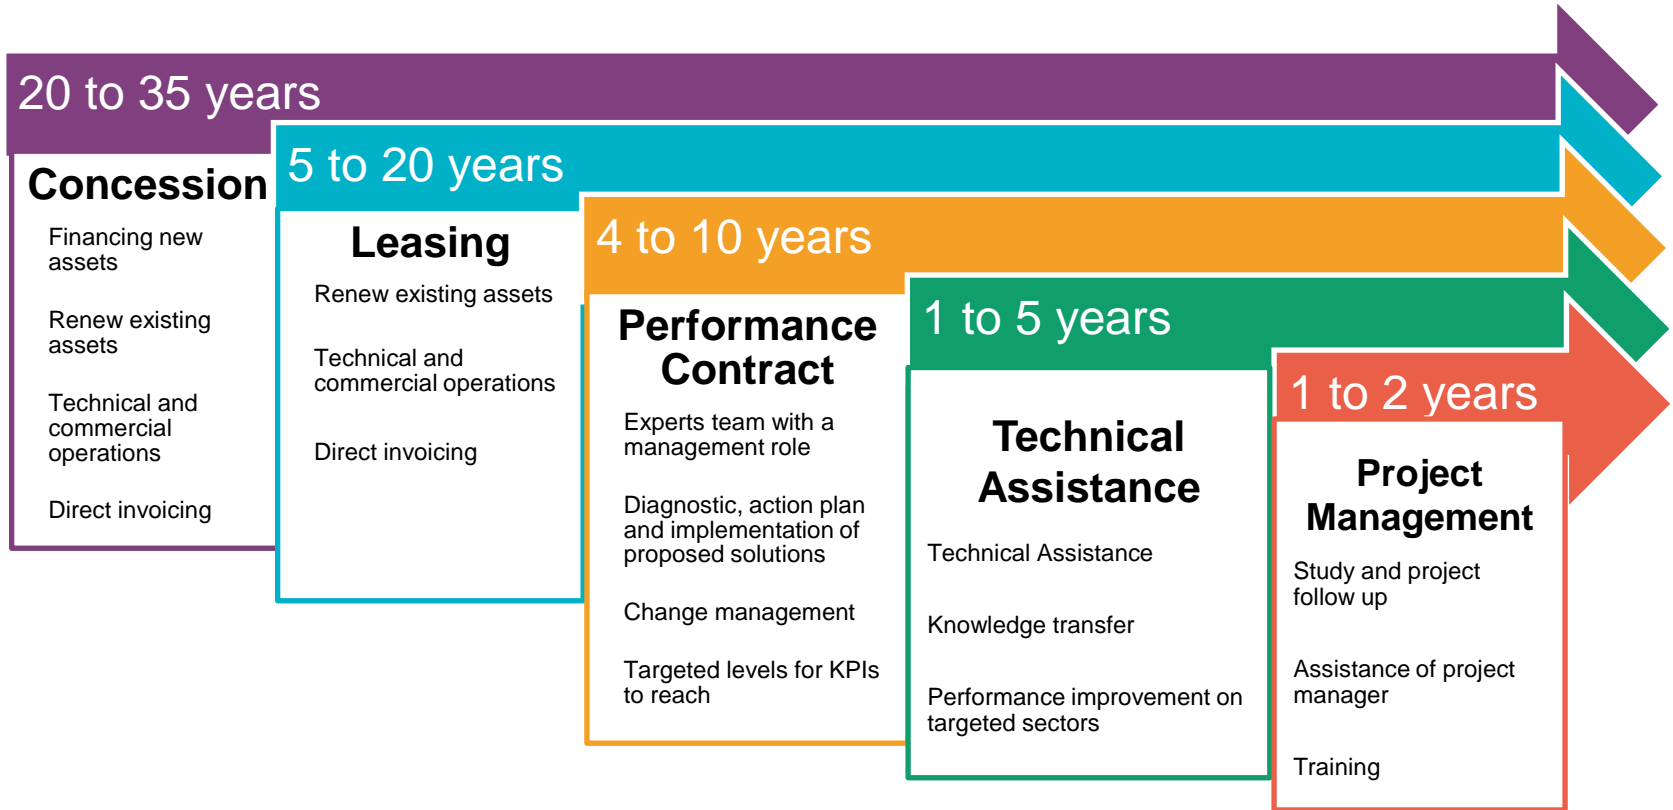 20 to 35 years
Concession
Financing new
assets
Renew existing
assets
Technical and
commercial
operations
Direct invoicing
5 to 20 years
Leasing
Renew existing assets
Technical and
commercial operations
Direct invoicing
4 to 10 years
Performance
Contract
Experts team with a
management role
Diagnostic, action plan
and implementation of
proposed solutions
Change management
Targeted levels for KPIs
to reach
1 to 5 years
Technical
Assistance
Technical Assistance
Knowledge transfer
Performance improvement on
targeted sectors
1 to 2 years
Project
Management
Study and project
follow up
Assistance of project
manager
Training